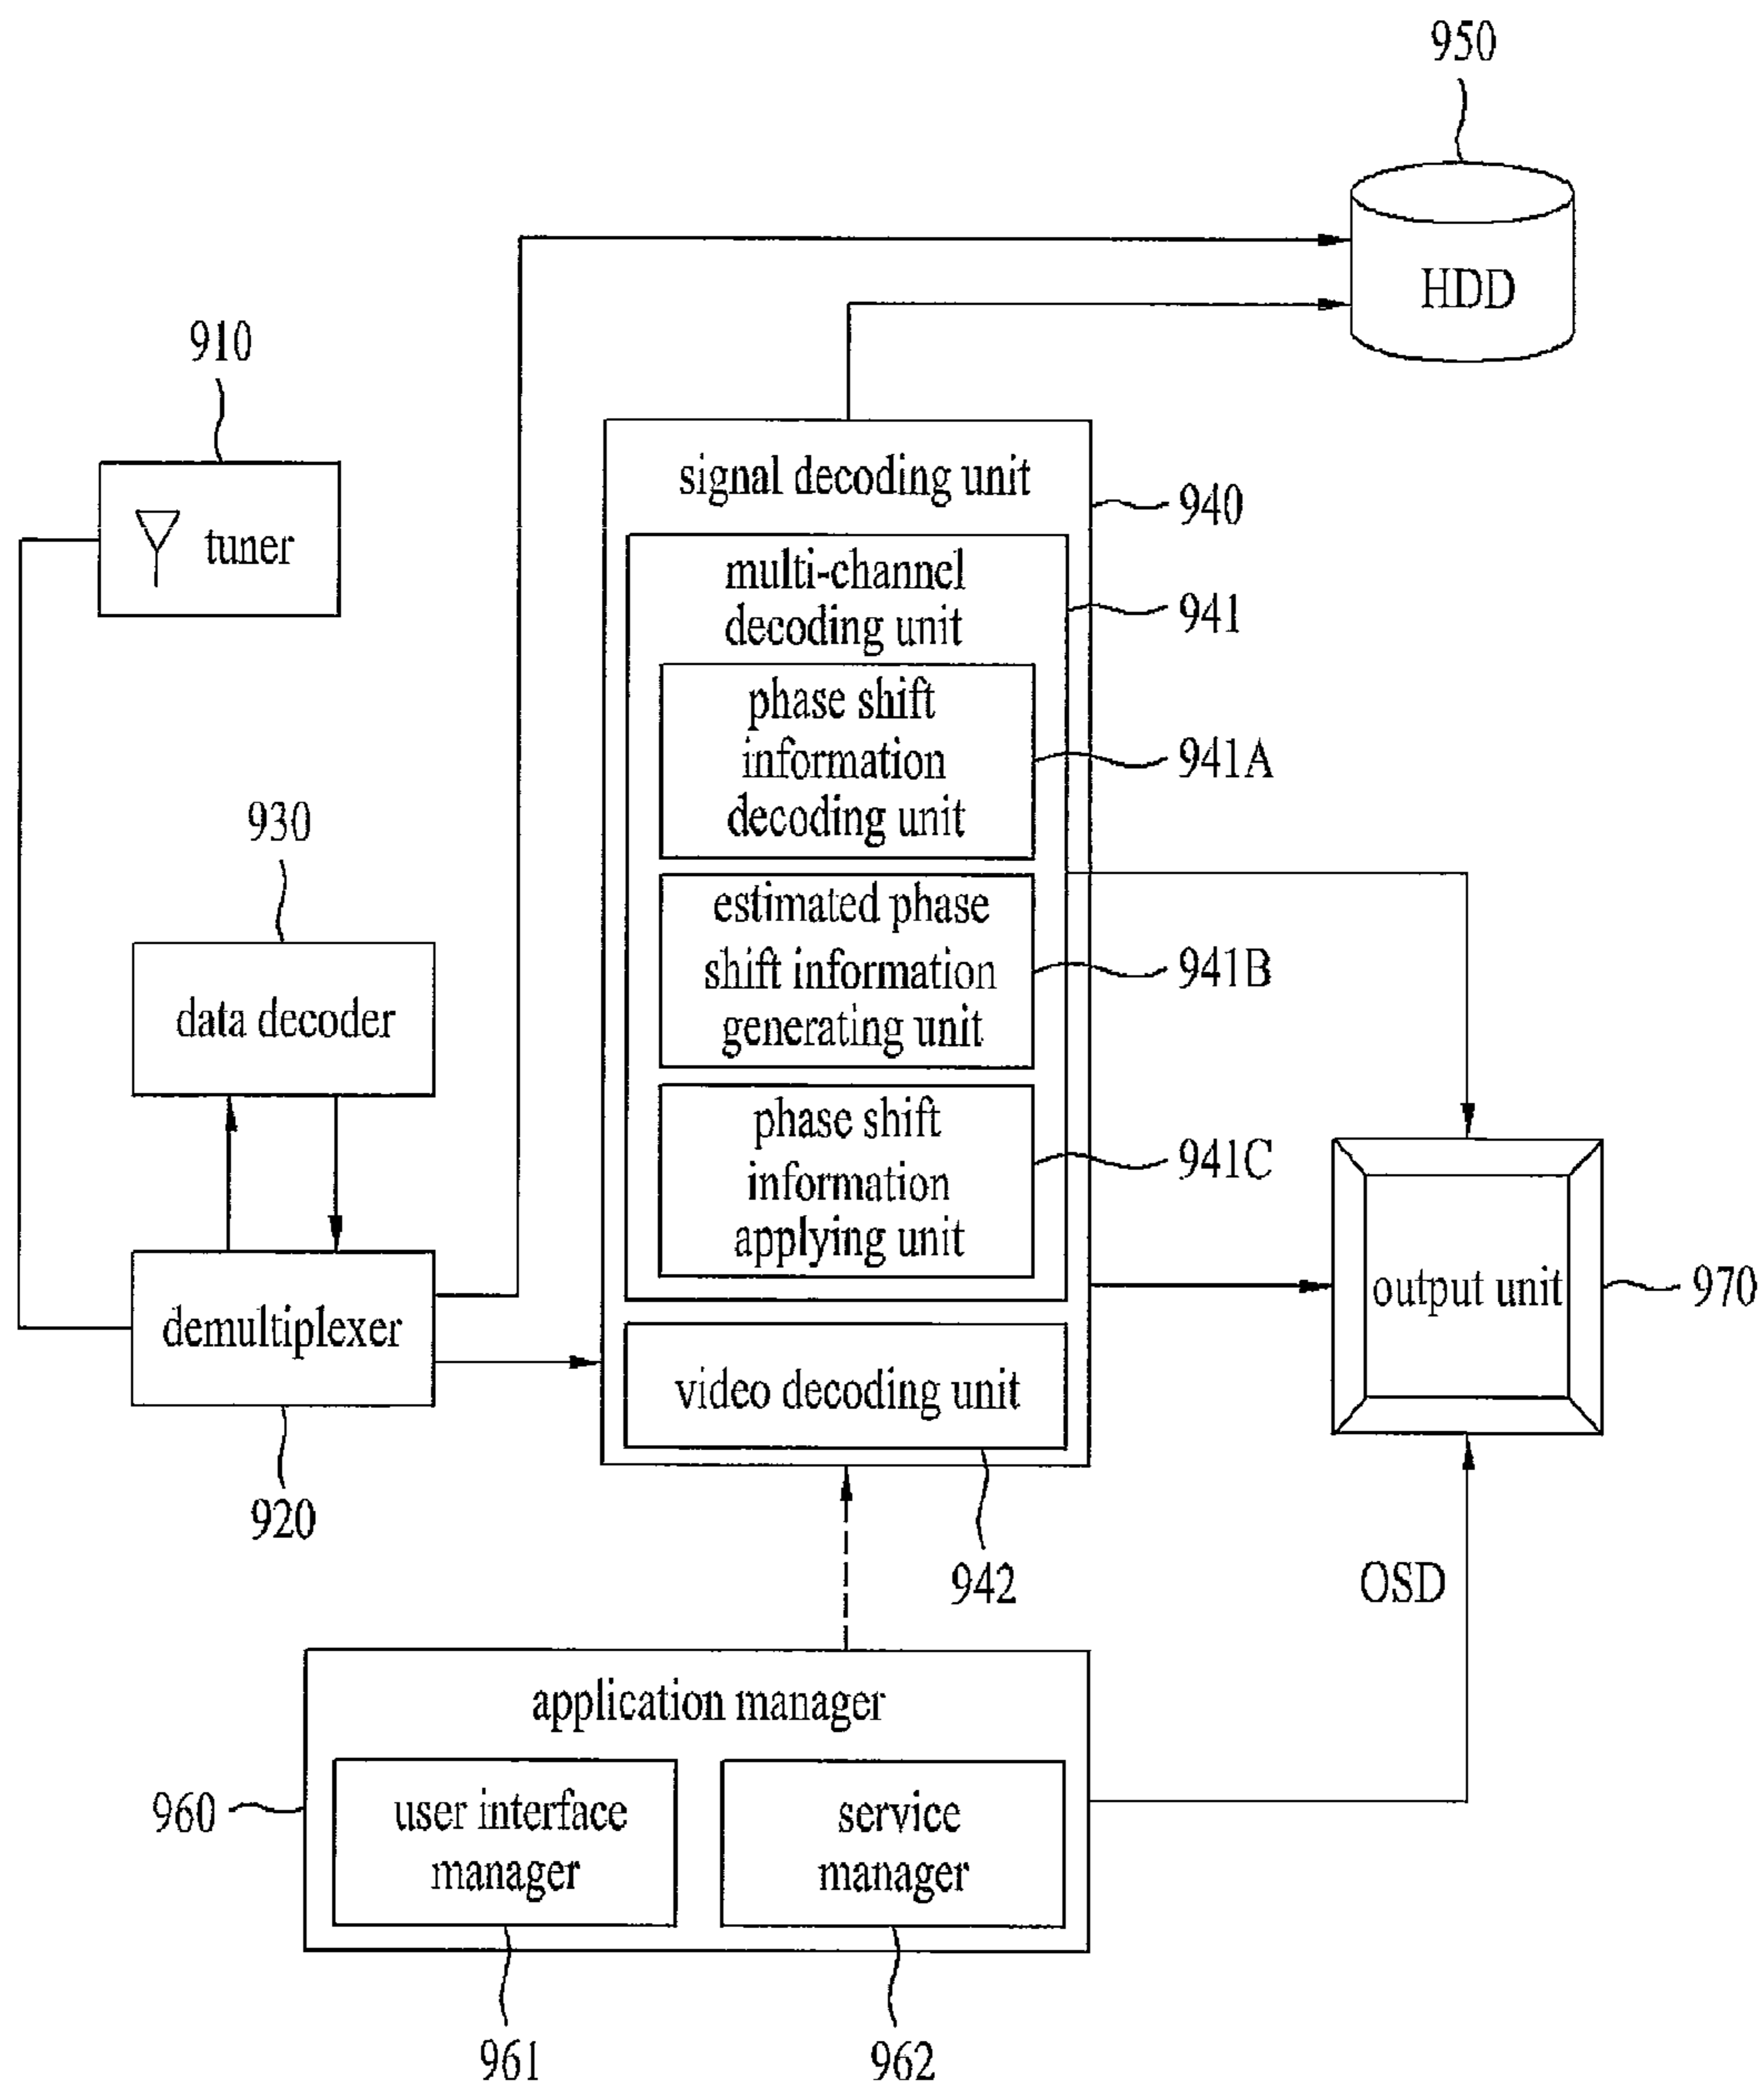 950
HDD
910
tuner
signal decoding unit
940
multi-channel
decoding unit
941
phase shift
information
decoding unit
941A
930
data decoder
estimated phase
shift information
generating unit
941B
phase shift
information
applying unit
941C
demultiplexer
920
output unit
970
video decoding unit
942
OSD
application manager
960
user interface
manager
service
manager
961
962